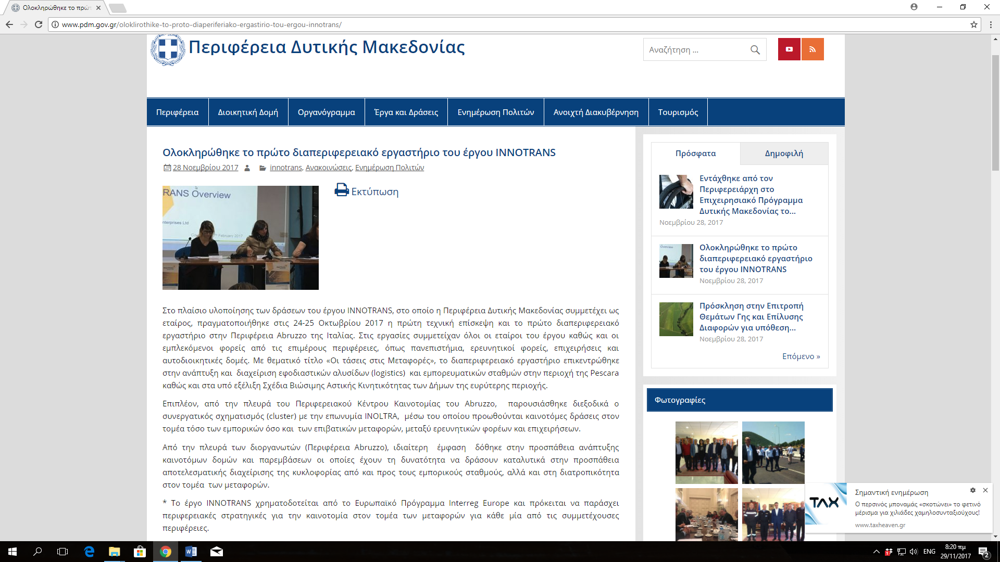 Ολοκληρώθηκε το πρώτ
www.pdm.gov.gr/oloklirothike-to-proto-diaperiferiako-ergastirio-tou-ergou-innotrans/
Περιφέρεια Δυτικής Μακεδονίας
Αναζήτηση ...
Περιφέρεια
Διοικητική Δομή
Οργανόγραμμα
Έργα και Δράσεις
Ενημέρωση Πολιτών
Ανοιχτή Διακυβέρνηση
Τουρισμός
Ολοκληρώθηκε το πρώτο διαπεριφερειακό εργαστήριο του έργου INNOTRANS
28 Νοεμβρίου 2017 innotrans, Ανακοινώσεις, Ενημέρωση Πολιτών
RANS Overview
nterprises Ltd
February 2017
Εκτύπωση
Στο πλαίσιο υλοποίησης των δράσεων του έργου INNOTRANS, στο οποίο η Περιφέρεια Δυτικής Μακεδονίας συμμετέχει ως
εταίρος, πραγματοποιήθηκε στις 24-25 Οκτωβρίου 2017 η πρώτη τεχνική επίσκεψη και το πρώτο διαπεριφερειακό
εργαστήριο στην Περιφέρεια Abruzzo της Ιταλίας. Στις εργασίες συμμετείχαν όλοι οι εταίροι του έργου καθώς και οι
εμπλεκόμενοι φορείς από τις επιμέρους περιφέρειες, όπως πανεπιστήμια, ερευνητικοί φορείς, επιχειρήσεις και
αυτοδιοικητικές δομές. Με θεματικό τίτλο «Οι τάσεις στις Μεταφορές», το διαπεριφερειακό εργαστήριο επικεντρώθηκε
στην ανάπτυξη και διαχείριση εφοδιαστικών αλυσίδων (logistics) και εμπορευματικών σταθμών στην περιοχή της Pescara
καθώς και στα υπό εξέλιξη Σχέδια Βιώσιμης Αστικής Κινητικότητας των Δήμων της ευρύτερης περιοχής.
Επιπλέον, από την πλευρά του Περιφερειακού Κέντρου Καινοτομίας του Abruzzo, παρουσιάσθηκε διεξοδικά ο
συνεργατικός σχηματισμός (cluster) με την επωνυμία INOLTRA, μέσω του οποίου προωθούνται καινοτόμες δράσεις στον
τομέα τόσο των εμπορικών όσο και των επιβατικών μεταφορών, μεταξύ ερευνητικών φορέων και επιχειρήσεων.
Από την πλευρά των διοργανωτών (Περιφέρεια Abruzzo), ιδιαίτερη έμφαση δόθηκε στην προσπάθεια ανάπτυξης
καινοτόμων δομών και παρεμβάσεων οι οποίες έχουν τη δυνατότητα να δράσουν καταλυτικά στην προσπάθεια
αποτελεσματικής διαχείρισης της κυκλοφορίας από και προς τους εμπορικούς σταθμούς, αλλά και στη διατροπικότητα
στον τομέα των μεταφορών.
* Το έργο INNOTRANS χρηματοδοτείται από το Ευρωπαϊκό Πρόγραμμα Interreg Europe και πρόκειται να παράσχει
περιφερειακές στρατηγικές για την καινοτομία στον τομέα των μεταφορών για κάθε μία από τις συμμετέχουσες
περιφέρειες.
Πρόσφατα
Δημοφιλή
Εντάχθηκε από τον
Περιφερειάρχη στο
Επιχειρησιακό Πρόγραμμα
Δυτικής Μακεδονίας το...
Νοεμβρίου 28, 2017
Overview
Ολοκληρώθηκε το πρώτο
διαπεριφερειακό εργαστήριο
του έργου INNOTRANS
Νοεμβρίου 28, 2017
Πρόσκληση στην Επιτροπή
Θεμάτων Γης και Επίλυσης
Διαφορών για υπόθεση...
Νοεμβρίου 28, 2017
Επόμενο »
Φωτογραφίες
TAX
Σημαντική ενημέρωση
Ο περσινός μποναμάς «σκοτώνει» το φετινό
μέρισμα για χιλιάδες χαμηλοσυνταξιούχους!
www.taxheaven.gr
ENG
8:20 πμ
29/11/2017
2